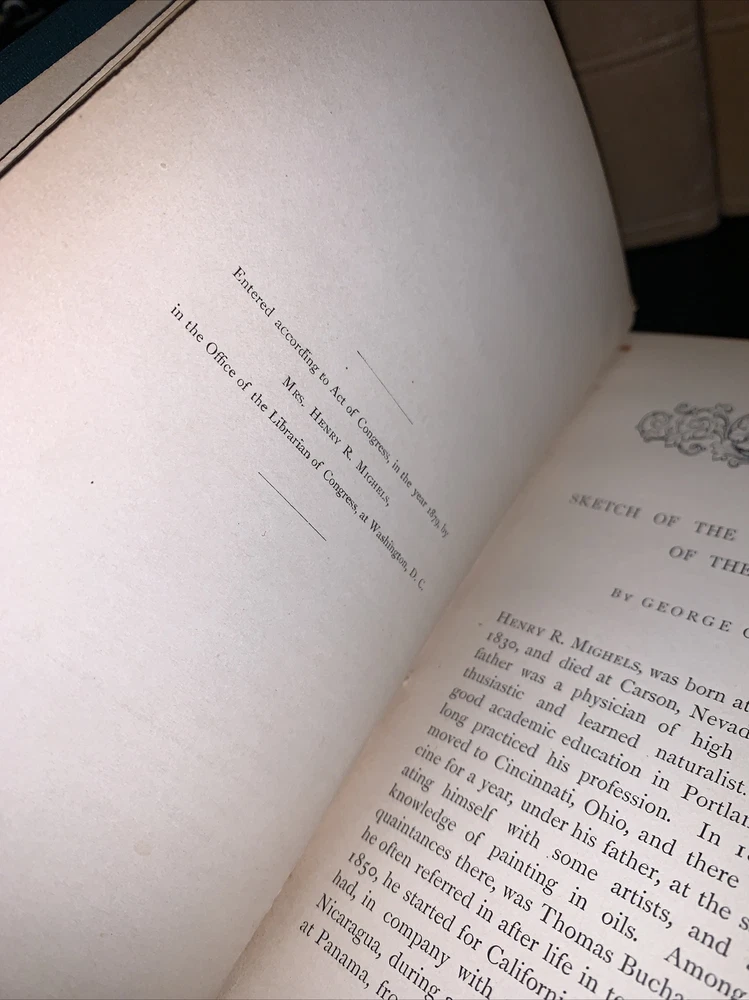 Entered according to Act of Congress, in the year 1879, by
MRS. HENRY R. MIGHELS,
in the Office of the Librarian of Congress, at Washington, D. C.
SKETCH OF THE
OF THE
BY GEORGE
HENRY R. MIGHELS, was born at
1830, and died at Carson, Nevad
father was a physician of high
thusiastic and learned naturalist.
good academic education in Portlan
long practiced his profession. In 1
moved to Cincinnati, Ohio, and there
cine for a year, under his father, at the s
ating himself with some artists, and
knowledge of painting in oils. Among
quaintances there, was Thomas Bucha
he often referred in after life in te
1850, he started for Californi
had, in company with
Nicaragua, during
at Panama, fro